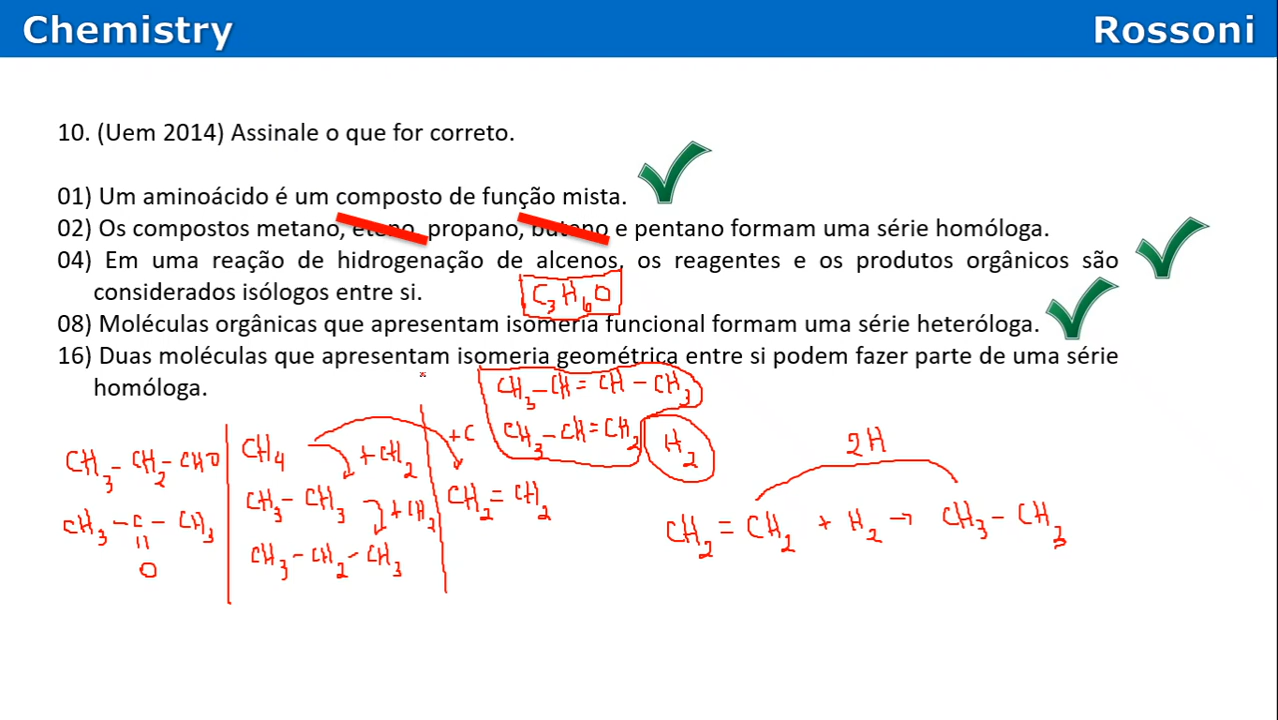 Chemistry
Rossoni
10. (Uem 2014) Assinale o que for correto.
01) Um aminoácido é um composto de função mista.
02) Os compostos metano, eteno, propano, buteno e pentano formam uma série homóloga.
04) Em uma reação de hidrogenação de alcenos, os reagentes e os produtos orgânicos são
considerados isólogos entre si.
C3H6O
08) Moléculas orgânicas que apresentam isomeria funcional formam uma série heteróloga.
16) Duas moléculas que apresentam isomeria geométrica entre si podem fazer parte de uma série
homóloga.
CH3-CH=CH-CH3
CH3-CH=CH2
H2
CH3-CH2-CHO
CH3-C-CH3
O
CH4
+CH2
CH3-CH3
+CH2
CH3-CH2-CH3
+C
CH2=CH2
2H
CH2=CH2 + H2 → CH3-CH3